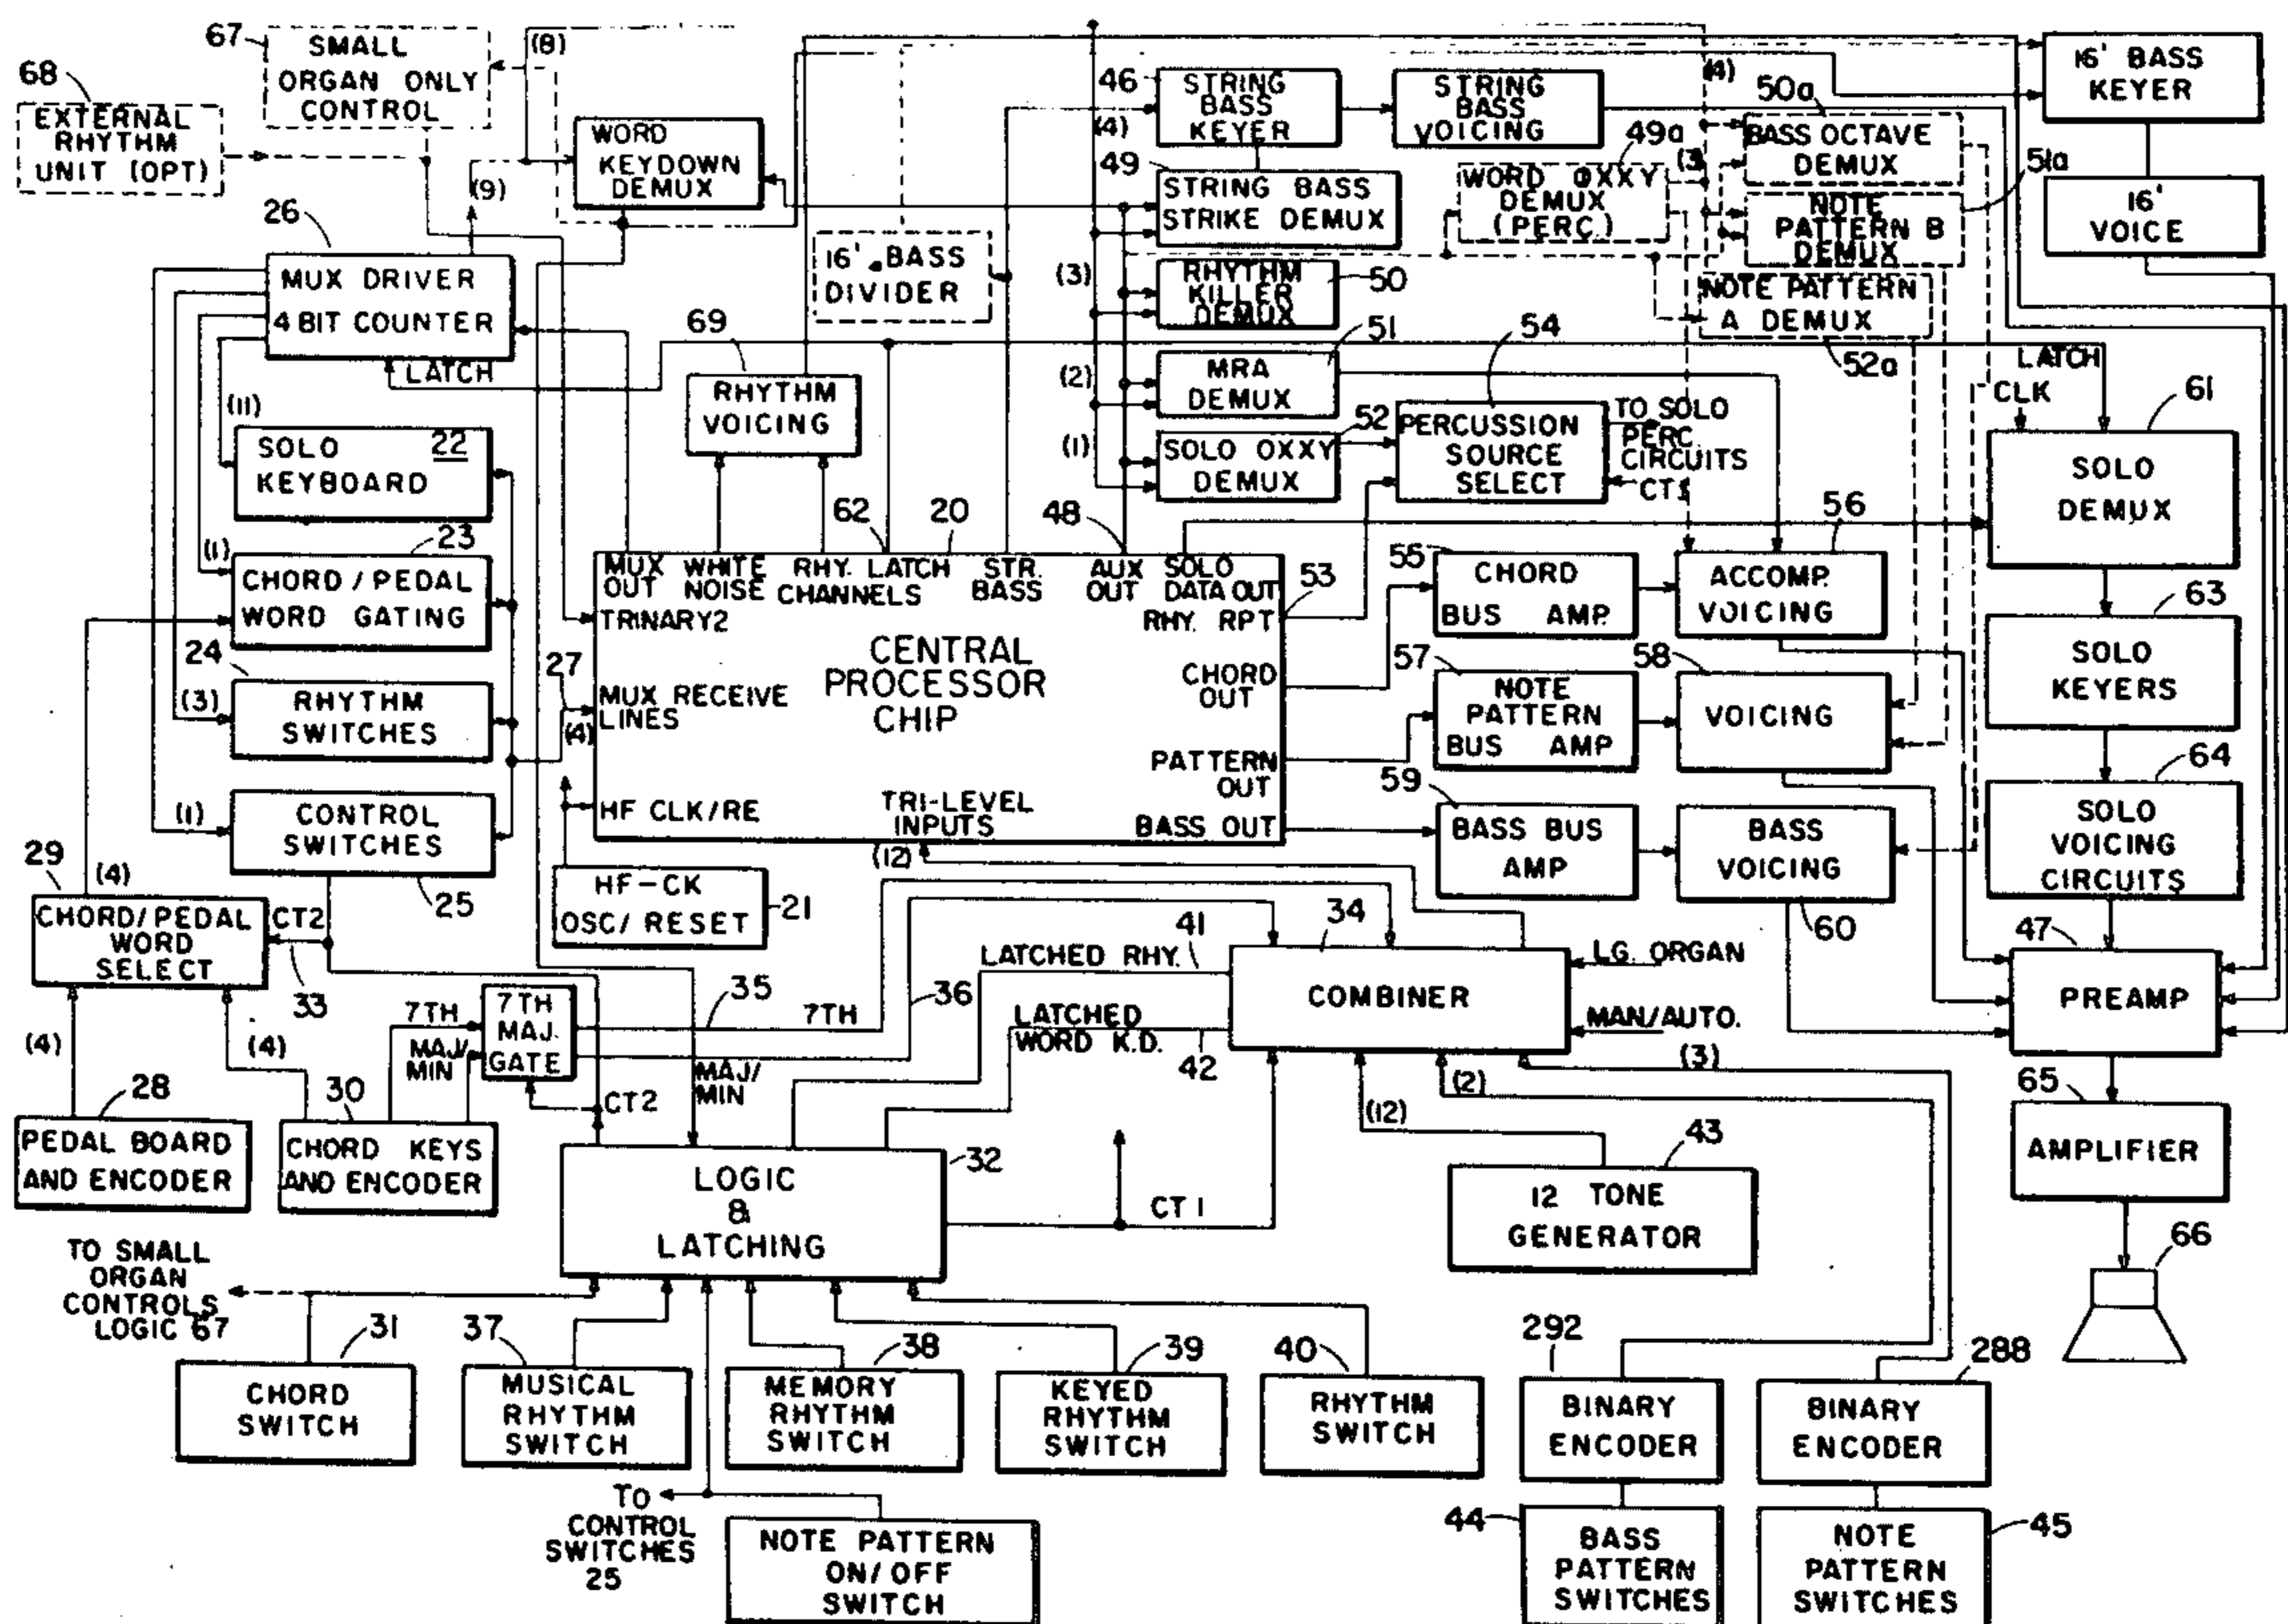 67
SMALL
ORGAN ONLY
CONTROL
(8)
68
EXTERNAL
RHYTHM
UNIT (OPT)
WORD
KEYDOWN
DEMUX
(9)
26
MUX DRIVER
4 BIT COUNTER
LATCH
16' BASS
DIVIDER
69
RHYTHM
VOICING
46
STRING
BASS
KEYER
(4)
STRING
BASS
VOICING
49
STRING BASS
STRIKE DEMUX
(3)
RHYTHM
KILLER
DEMUX
50
(2)
MRA
DEMUX
51
(1)
SOLO OXXY
DEMUX
52
49a
WORD OXXY
DEMUX
(PERC.)
(4)
(3)
50a
BASS OCTAVE
DEMUX
51a
NOTE
PATTERN B
DEMUX
NOTE PATTERN
A DEMUX
52a
16' BASS
KEYER
16'
VOICE
54
PERCUSSION
SOURCE
SELECT
TO SOLO
PERC.
CIRCUITS
CT1
LATCH
CLK
61
SOLO
DEMUX
63
SOLO
KEYERS
64
SOLO
VOICING
CIRCUITS
47
PREAMP
65
AMPLIFIER
66
(11)
SOLO 22
KEYBOARD
(1)
23
CHORD / PEDAL
WORD GATING
24
(3)
RHYTHM
SWITCHES
(1)
CONTROL
SWITCHES
25
27
(4)
62
20
48
53
MUX OUT
WHITE NOISE
RHY. CHANNELS
LATCH
STR. BASS
AUX OUT
SOLO DATA OUT
TRINARY2
RHY. RPT
CENTRAL
PROCESSOR
CHIP
MUX RECEIVE
LINES
CHORD
OUT
PATTERN
OUT
HF CLK/RE
TRI-LEVEL
INPUTS
BASS OUT
(12)
55
CHORD
BUS AMP.
56
ACCOMP.
VOICING
57
NOTE
PATTERN
BUS AMP
58
VOICING
59
BASS BUS
AMP
BASS
VOICING
60
HF-CK
OSC/ RESET
21
29
(4)
CHORD/PEDAL
WORD
SELECT
CT2
33
(4)
(4)
28
PEDAL BOARD
AND ENCODER
30
CHORD KEYS
AND ENCODER
7TH
MAJ/
MIN
7TH
MAJ.
GATE
CT2
35
7TH
36
MAJ/
MIN
LATCHED RHY.
41
LATCHED
WORD K.D.
42
34
COMBINER
LG. ORGAN
MAN/AUTO.
(3)
(2)
(12)
43
12 TONE
GENERATOR
LOGIC
&
LATCHING
32
CT 1
TO SMALL
ORGAN
CONTROLS
LOGIC 67
31
CHORD
SWITCH
37
MUSICAL
RHYTHM
SWITCH
38
MEMORY
RHYTHM
SWITCH
39
KEYED
RHYTHM
SWITCH
40
RHYTHM
SWITCH
292
BINARY
ENCODER
288
BINARY
ENCODER
TO
CONTROL
SWITCHES
25
NOTE PATTERN
ON/OFF
SWITCH
44
BASS
PATTERN
SWITCHES
45
NOTE
PATTERN
SWITCHES